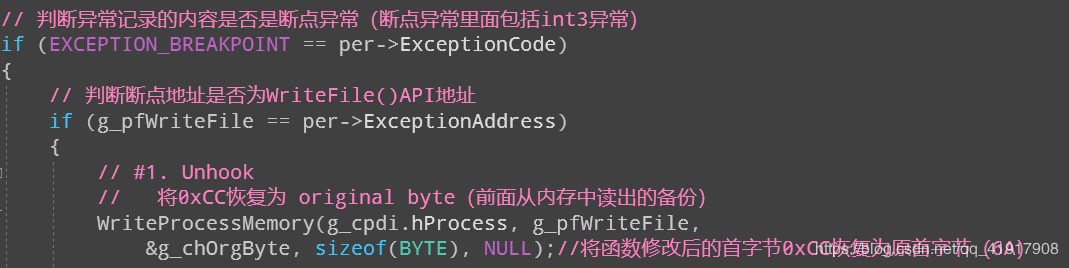 // 判断异常记录的内容是否是断点异常（断点异常里面包括int3异常）
if (EXCEPTION_BREAKPOINT == per->ExceptionCode)
{
// 判断断点地址是否为WriteFile()API地址
if (g_pfWriteFile == per->ExceptionAddress)
{
// #1. Unhook
// 将0xCC恢复为 original byte（前面从内存中读出的备份）
WriteProcessMemory(g_cpdi.hProcess, g_pfWriteFile,
&g_chOrgByte, sizeof(BYTE), NULL);//将函数修改后的首字节0xCC恢复为原首字节（6A）
https://blog.csdn.net/qq_41917908